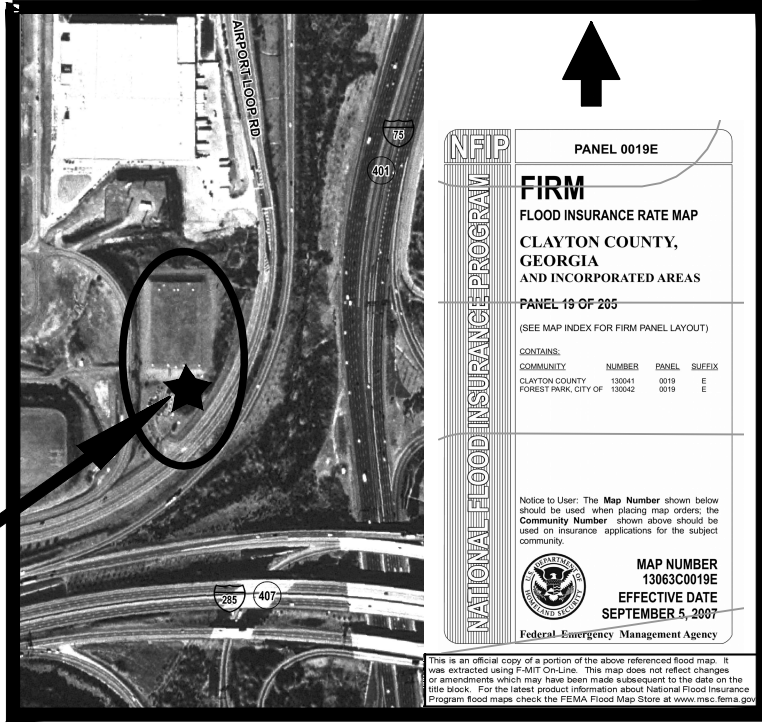 AIRPORT LOOP RD
75
401
285
407
NFIP
PANEL 0019E
NATIONAL FLOOD INSURANCE PROGRAM
FIRM
FLOOD INSURANCE RATE MAP
CLAYTON COUNTY,
GEORGIA
AND INCORPORATED AREAS
PANEL 19 OF 285
(SEE MAP INDEX FOR FIRM PANEL LAYOUT)
CONTAINS:
COMMUNITY NUMBER PANEL SUFFIX
CLAYTON COUNTY 130041 0019 E
FOREST PARK, CITY OF 130042 0019 E
Notice to User: The Map Number shown below
should be used when placing map orders; the
Community Number shown above should be
used on insurance applications for the subject
community.
U.S. DEPARTMENT OF
HOMELAND SECURITY
MAP NUMBER
13063C0019E
EFFECTIVE DATE
SEPTEMBER 5, 2007
Federal Emergency Management Agency
This is an official copy of a portion of the above referenced flood map. It
was extracted using F-MIT On-Line. This map does not reflect changes
or amendments which may have been made subsequent to the date on the
title block. For the latest product information about National Flood Insurance
Program flood maps check the FEMA Flood Map Store at www.msc.fema.gov